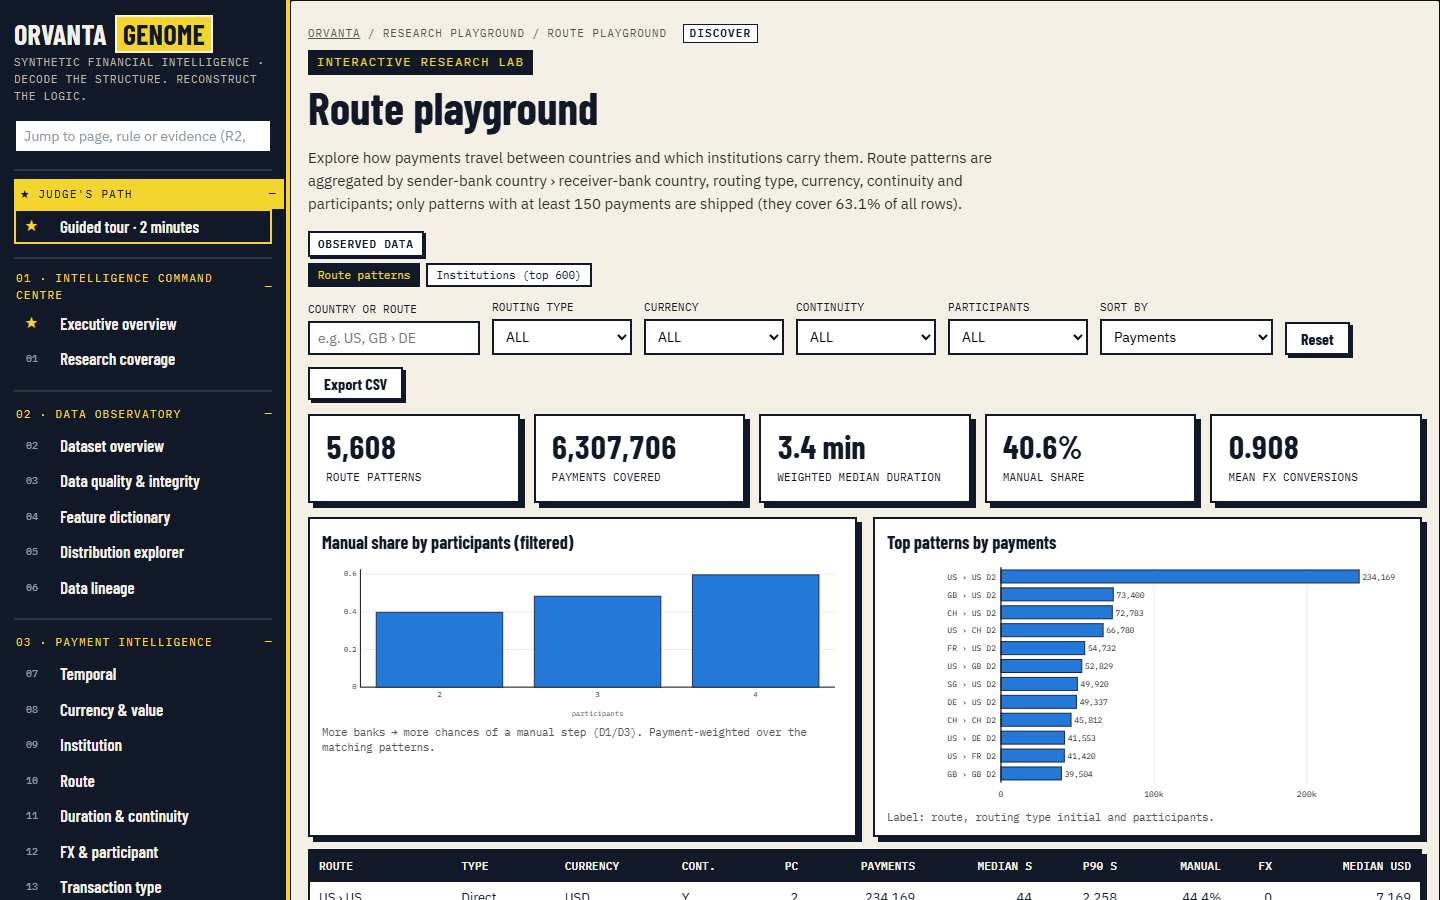 ORVANTA GENOME
SYNTHETIC FINANCIAL INTELLIGENCE ·
DECODE THE STRUCTURE. RECONSTRUCT
THE LOGIC.
Jump to page, rule or evidence (R2,
★ JUDGE'S PATH −
★ Guided tour · 2 minutes
01 · INTELLIGENCE COMMAND
CENTRE −
★ Executive overview
01 Research coverage
02 · DATA OBSERVATORY −
02 Dataset overview
03 Data quality & integrity
04 Feature dictionary
05 Distribution explorer
06 Data lineage
03 · PAYMENT INTELLIGENCE −
07 Temporal
08 Currency & value
09 Institution
10 Route
11 Duration & continuity
12 FX & participant
13 Transaction type
ORVANTA / RESEARCH PLAYGROUND / ROUTE PLAYGROUND DISCOVER
INTERACTIVE RESEARCH LAB
Route playground
Explore how payments travel between countries and which institutions carry them. Route patterns are
aggregated by sender-bank country › receiver-bank country, routing type, currency, continuity and
participants; only patterns with at least 150 payments are shipped (they cover 63.1% of all rows).
OBSERVED DATA
Route patterns Institutions (top 600)
COUNTRY OR ROUTE ROUTING TYPE CURRENCY CONTINUITY PARTICIPANTS SORT BY
e.g. US, GB › DE ALL ALL ALL ALL Payments Reset
Export CSV
5,608 6,307,706 3.4 min 40.6% 0.908
ROUTE PATTERNS PAYMENTS COVERED WEIGHTED MEDIAN DURATION MANUAL SHARE MEAN FX CONVERSIONS
Manual share by participants (filtered)
0.6
0.4
0.2
0
2 3 4
participants
More banks → more chances of a manual step (D1/D3). Payment-weighted over the
matching patterns.
Top patterns by payments
US › US D2 234,169
GB › US D2 73,400
CH › US D2 72,783
US › CH D2 66,780
FR › US D2 54,732
US › GB D2 52,829
SG › US D2 49,920
DE › US D2 49,337
CH › CH D2 45,812
US › DE D2 41,553
US › FR D2 41,420
GB › GB D2 39,504
0 100k 200k
Label: route, routing type initial and participants.
ROUTE TYPE CURRENCY CONT. PC PAYMENTS MEDIAN S P90 S MANUAL FX MEDIAN USD
US › US Direct USD Y 2 234,169 44 2,258 44.4% 0 7,169